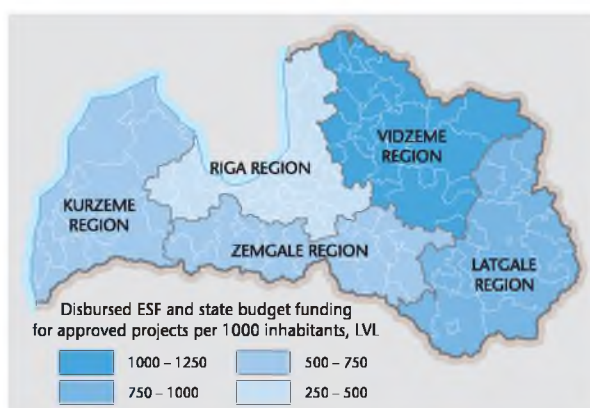 VIDZEME
REGION
RIGA REGION
KURZEME
REGION
ZEMGALE REGION
LATGALE
REGION
Disbursed ESF and state budget funding
for approved projects per 1000 inhabitants, LVL
1000 – 1250
500 – 750
750 – 1000
250 – 500